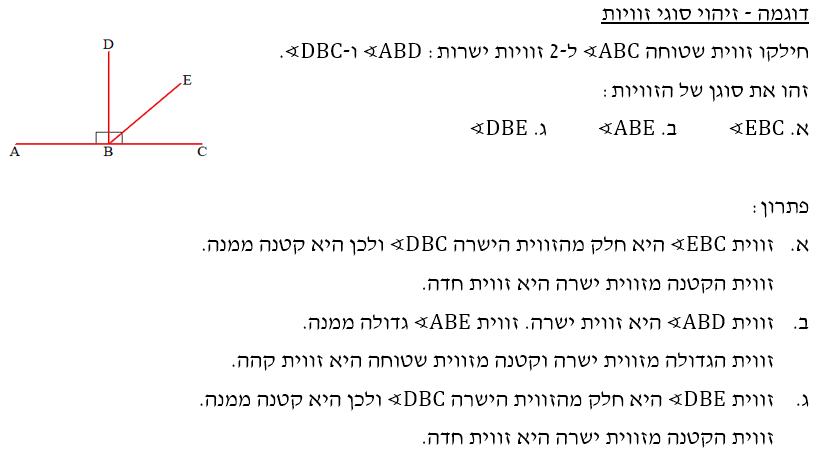 דוגמה - זיהוי סוגי זוויות
חילקו זווית שטוחה ∢ABC ל-2 זוויות ישרות: ∢ABD ו-∢DBC.
זהו את סוגן של הזוויות:
א. ∢EBC ב. ∢ABE ג. ∢DBE
D
E
A B C
פתרון:
א. זווית ∢EBC היא חלק מהזווית הישרה ∢DBC ולכן היא קטנה ממנה.
זווית הקטנה מזווית ישרה היא זווית חדה.
ב. זווית ∢ABD היא זווית ישרה. זווית ∢ABE גדולה ממנה.
זווית הגדולה מזווית ישרה וקטנה מזווית שטוחה היא זווית קהה.
ג. זווית ∢DBE היא חלק מהזווית הישרה ∢DBC ולכן היא קטנה ממנה.
זווית הקטנה מזווית ישרה היא זווית חדה.